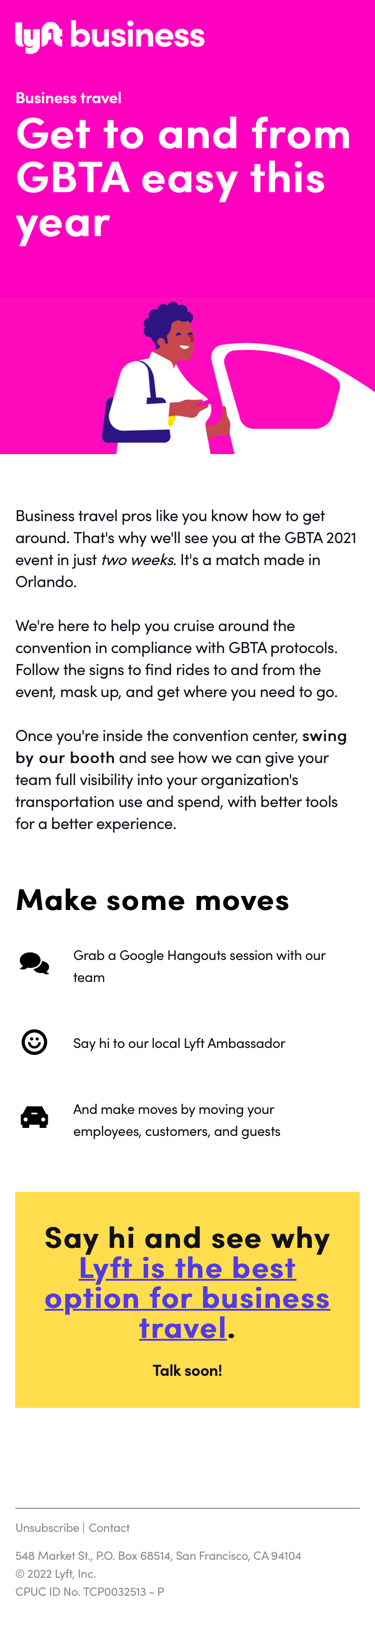 lyft business
Business travel
Get to and from
GBTA easy this
year
Business travel pros like you know how to get
around. That's why we'll see you at the GBTA 2021
event in just two weeks. It's a match made in
Orlando.
We're here to help you cruise around the
convention in compliance with GBTA protocols.
Follow the signs to find rides to and from the
event, mask up, and get where you need to go.
Once you're inside the convention center, swing
by our booth and see how we can give your
team full visibility into your organization's
transportation use and spend, with better tools
for a better experience.
Make some moves
Grab a Google Hangouts session with our
team
Say hi to our local Lyft Ambassador
And make moves by moving your
employees, customers, and guests
Say hi and see why
Lyft is the best
option for business
travel.
Talk soon!
Unsubscribe | Contact
548 Market St., P.O. Box 68514, San Francisco, CA 94104
© 2022 Lyft, Inc.
CPUC ID No. TCP0032513 - P